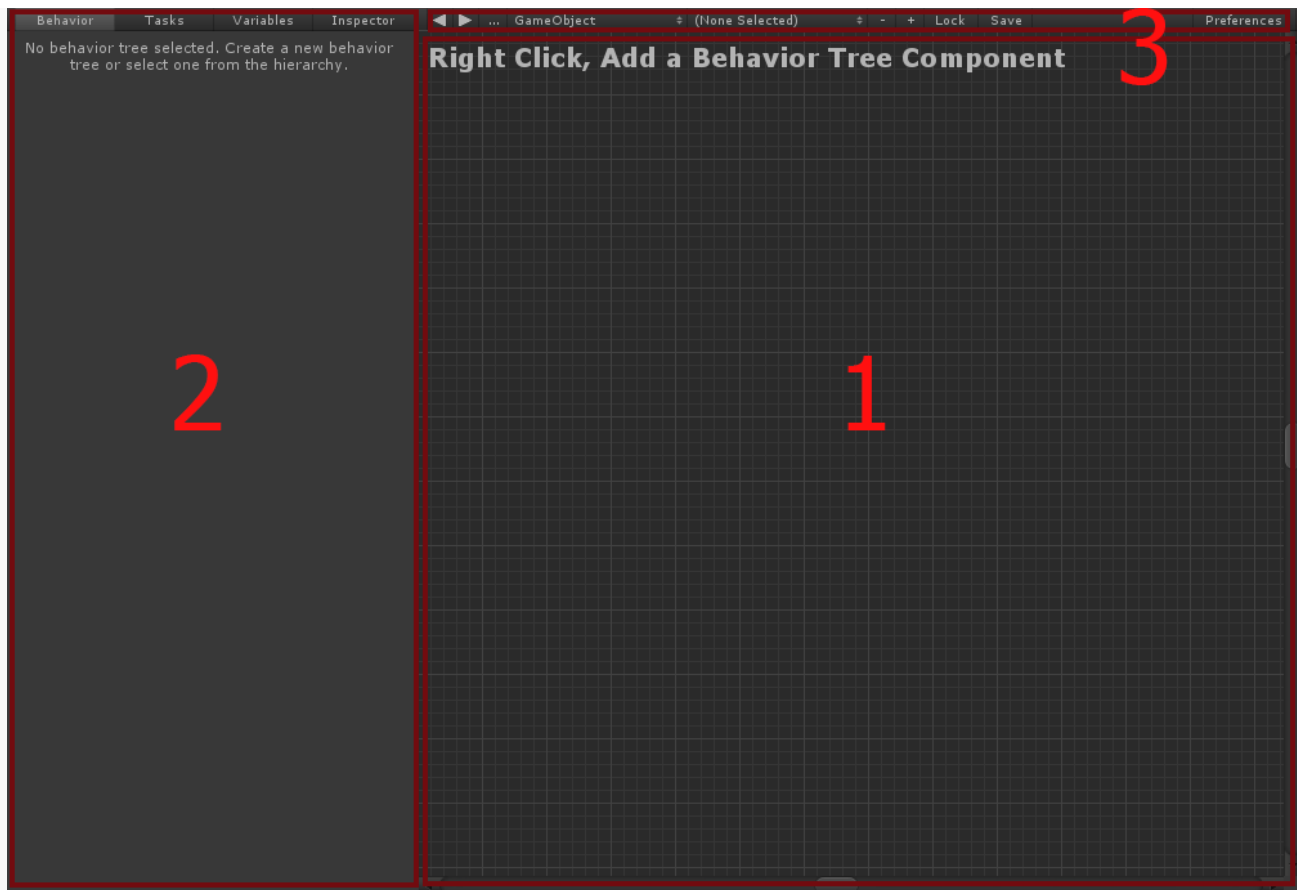 Behavior Tasks Variables Inspector
No behavior tree selected. Create a new behavior
tree or select one from the hierarchy.
2
... GameObject (None Selected) - + Lock Save Preferences
3
Right Click, Add a Behavior Tree Component
1